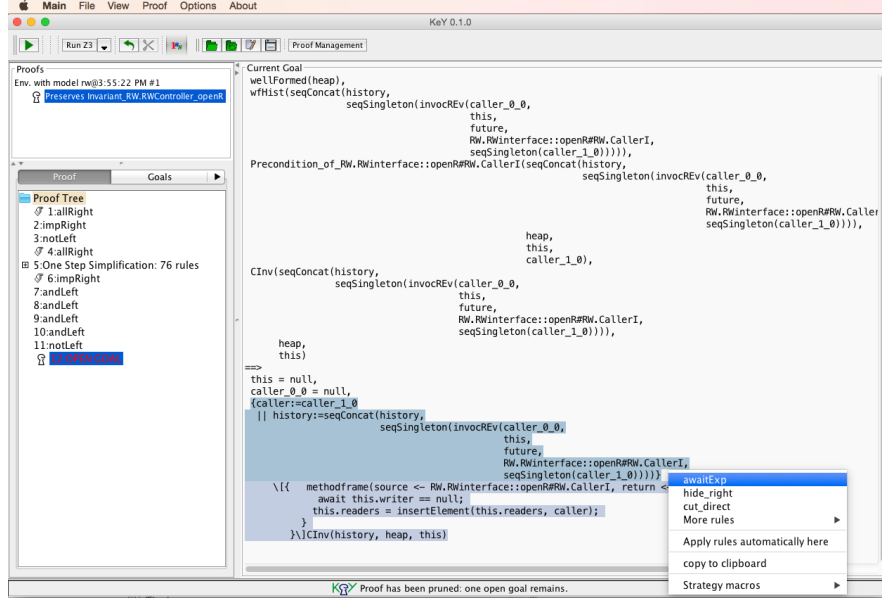 Main File View Proof Options About
KeY 0.1.0
Run Z3 Proof Management
Proofs
Env. with model rw@3:55:22 PM #1
Preserves Invariant_RW.RWController_openR
Proof Goals
Proof Tree
1:allRight
2:impRight
3:notLeft
4:allRight
5:One Step Simplification: 76 rules
6:impRight
7:andLeft
8:andLeft
9:andLeft
10:andLeft
11:notLeft
12:OPEN GOAL
Current Goal
wellFormed(heap),
wfHist(seqConcat(history,
seqSingleton(invocREv(caller_0_0,
this,
future,
RW.RWinterface::openR#RW.CallerI,
seqSingleton(caller_1_0))))),
Precondition_of_RW.RWinterface::openR#RW.CallerI(seqConcat(history,
seqSingleton(invocREv(caller_0_0,
this,
future,
RW.RWinterface::openR#RW.Caller
seqSingleton(caller_1_0)))),
heap,
this,
caller_1_0),
CInv(seqConcat(history,
seqSingleton(invocREv(caller_0_0,
this,
future,
RW.RWinterface::openR#RW.CallerI,
seqSingleton(caller_1_0)))),
heap,
this)
==>
this = null,
caller_0_0 = null,
{caller:=caller_1_0
|| history:=seqConcat(history,
seqSingleton(invocREv(caller_0_0,
this,
future,
RW.RWinterface::openR#RW.CallerI,
seqSingleton(caller_1_0))))}
\[{ methodframe(source <- RW.RWinterface::openR#RW.CallerI, return <
await this.writer == null;
this.readers = insertElement(this.readers, caller);
}
}\]CInv(history, heap, this)
awaitExp
hide_right
cut_direct
More rules
Apply rules automatically here
copy to clipboard
Strategy macros
KeY Proof has been pruned: one open goal remains.